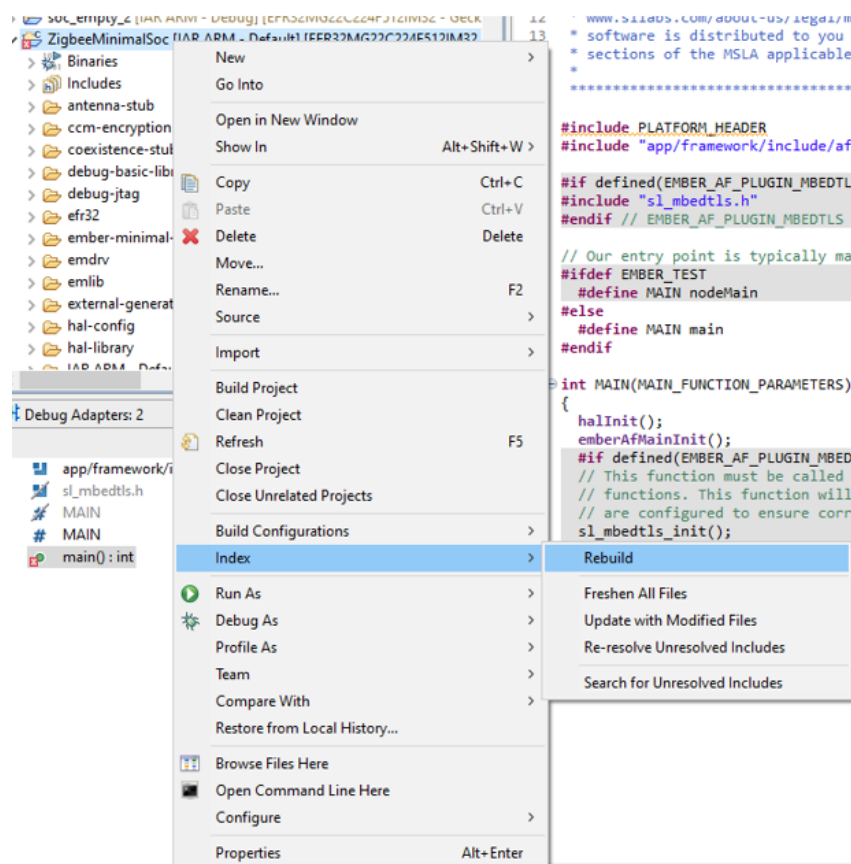 soc_empty_2 [IAR ARM - Debug] [EFR32MG22C224F512IM32 - Geck
ZigbeeMinimalSoc [IAR ARM - Default] [EFR32MG22C224F512IM32
Binaries
Includes
antenna-stub
ccm-encryption
coexistence-stub
debug-basic-libr
debug-jtag
efr32
ember-minimal-
emdrv
emlib
external-generat
hal-config
hal-library
IAR ARM - Defau
Debug Adapters: 2
app/framework/i
sl_mbedtls.h
MAIN
MAIN
main() : int
New
Go Into
Open in New Window
Show In Alt+Shift+W >
Copy Ctrl+C
Paste Ctrl+V
Delete Delete
Move...
Rename... F2
Source
Import
Build Project
Clean Project
Refresh F5
Close Project
Close Unrelated Projects
Build Configurations
Index
Run As
Debug As
Profile As
Team
Compare With
Restore from Local History...
Browse Files Here
Open Command Line Here
Configure
Properties Alt+Enter
Rebuild
Freshen All Files
Update with Modified Files
Re-resolve Unresolved Includes
Search for Unresolved Includes
12 * www.silabs.com/about-us/legal/m
13 * software is distributed to you
* sections of the MSLA applicable
*
**********************************
#include PLATFORM_HEADER
#include "app/framework/include/af
#if defined(EMBER_AF_PLUGIN_MBEDTL
#include "sl_mbedtls.h"
#endif // EMBER_AF_PLUGIN_MBEDTLS
// Our entry point is typically ma
#ifdef EMBER_TEST
#define MAIN nodeMain
#else
#define MAIN main
#endif
int MAIN(MAIN_FUNCTION_PARAMETERS)
{
halInit();
emberAfMainInit();
#if defined(EMBER_AF_PLUGIN_MBED
// This function must be called
// functions. This function will
// are configured to ensure corr
sl_mbedtls_init();